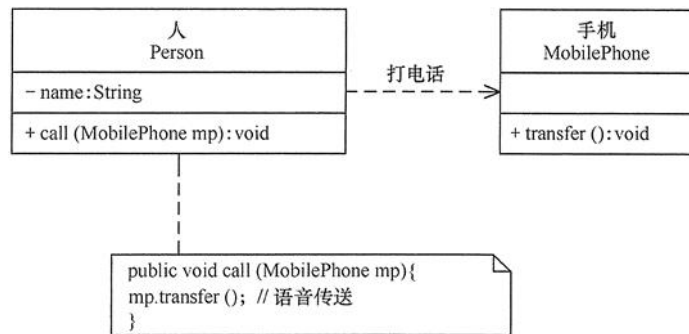 人
Person
- name:String
+ call (MobilePhone mp): void
打电话
手机
MobilePhone
+ transfer (): void
public void call (MobilePhone mp){
mp.transfer (); // 语音传送
}